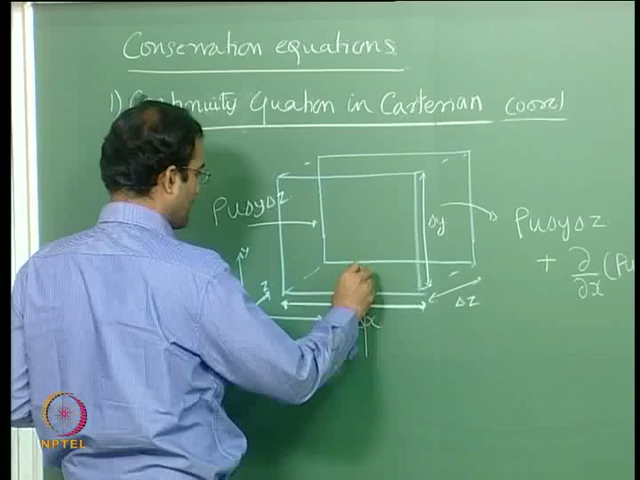 Conservation equations
1) Continuity Equation in Cartesian coord
ρuΔyΔz
Δy
ρuΔyΔz
+ ∂/∂x (ρu
y
z
Δz
x
NPTEL